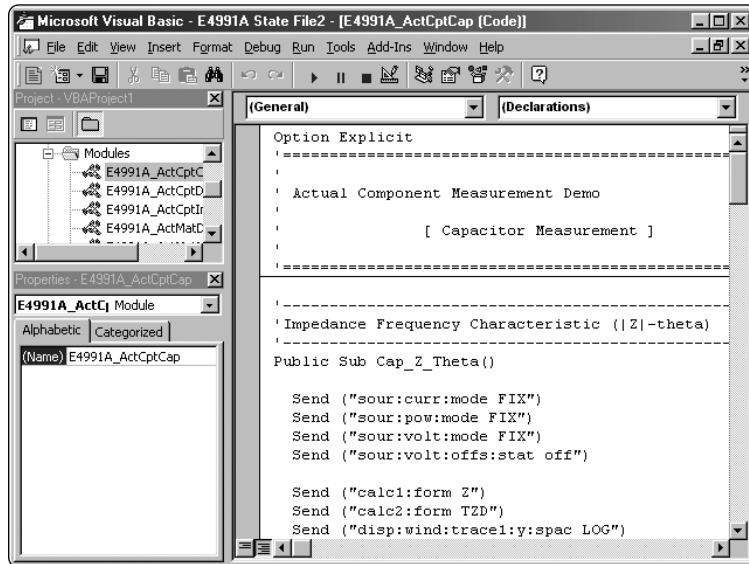 Microsoft Visual Basic - E4991A State File2 - [E4991A_ActCptCap (Code)]
File Edit View Insert Format Debug Run Tools Add-Ins Window Help
Project - VBAProject1
Modules
E4991A_ActCptC
E4991A_ActCptD
E4991A_ActCptIr
E4991A_ActMatD
Properties - E4991A_ActCptCap
E4991A_ActC Module
Alphabetic Categorized
(Name) E4991A_ActCptCap
(General) (Declarations)
Option Explicit
'==================================================
'
' Actual Component Measurement Demo
'
' [ Capacitor Measurement ]
'
'==================================================
'--------------------------------------------------
'Impedance Frequency Characteristic (|Z|-theta)
'--------------------------------------------------
Public Sub Cap_Z_Theta()
Send ("sour:curr:mode FIX")
Send ("sour:pow:mode FIX")
Send ("sour:volt:mode FIX")
Send ("sour:volt:offs:stat off")
Send ("calc1:form Z")
Send ("calc2:form TZD")
Send ("disp:wind:trace1:y:spac LOG")